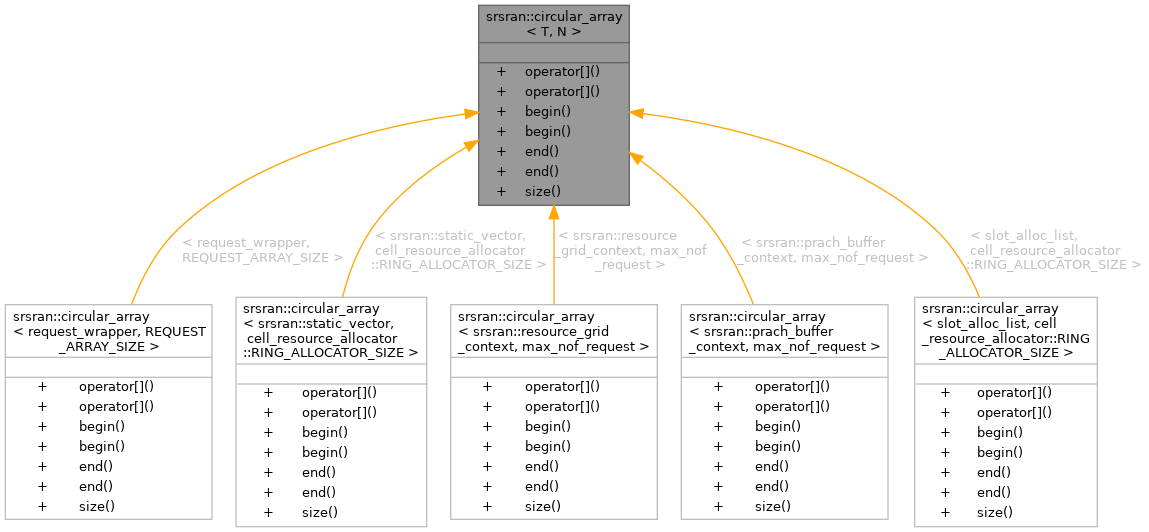 srsran::circular_array
< T, N >
+ operator[]()
+ operator[]()
+ begin()
+ begin()
+ end()
+ end()
+ size()
< request_wrapper,
REQUEST_ARRAY_SIZE >
< srsran::static_vector,
cell_resource_allocator
::RING_ALLOCATOR_SIZE >
< srsran::resource
_grid_context, max_nof
_request >
< srsran::prach_buffer
_context, max_nof_request >
< slot_alloc_list,
cell_resource_allocator
::RING_ALLOCATOR_SIZE >
srsran::circular_array
< request_wrapper, REQUEST
_ARRAY_SIZE >
+ operator[]()
+ operator[]()
+ begin()
+ begin()
+ end()
+ end()
+ size()
srsran::circular_array
< srsran::static_vector,
cell_resource_allocator
::RING_ALLOCATOR_SIZE >
+ operator[]()
+ operator[]()
+ begin()
+ begin()
+ end()
+ end()
+ size()
srsran::circular_array
< srsran::resource_grid
_context, max_nof_request >
+ operator[]()
+ operator[]()
+ begin()
+ begin()
+ end()
+ end()
+ size()
srsran::circular_array
< srsran::prach_buffer
_context, max_nof_request >
+ operator[]()
+ operator[]()
+ begin()
+ begin()
+ end()
+ end()
+ size()
srsran::circular_array
< slot_alloc_list, cell
_resource_allocator::RING
_ALLOCATOR_SIZE >
+ operator[]()
+ operator[]()
+ begin()
+ begin()
+ end()
+ end()
+ size()